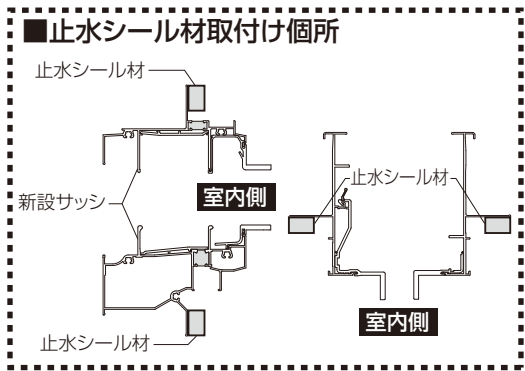 ■止水シール材取付け個所
止水シール材
新設サッシ
室内側
止水シール材
止水シール材
室内側